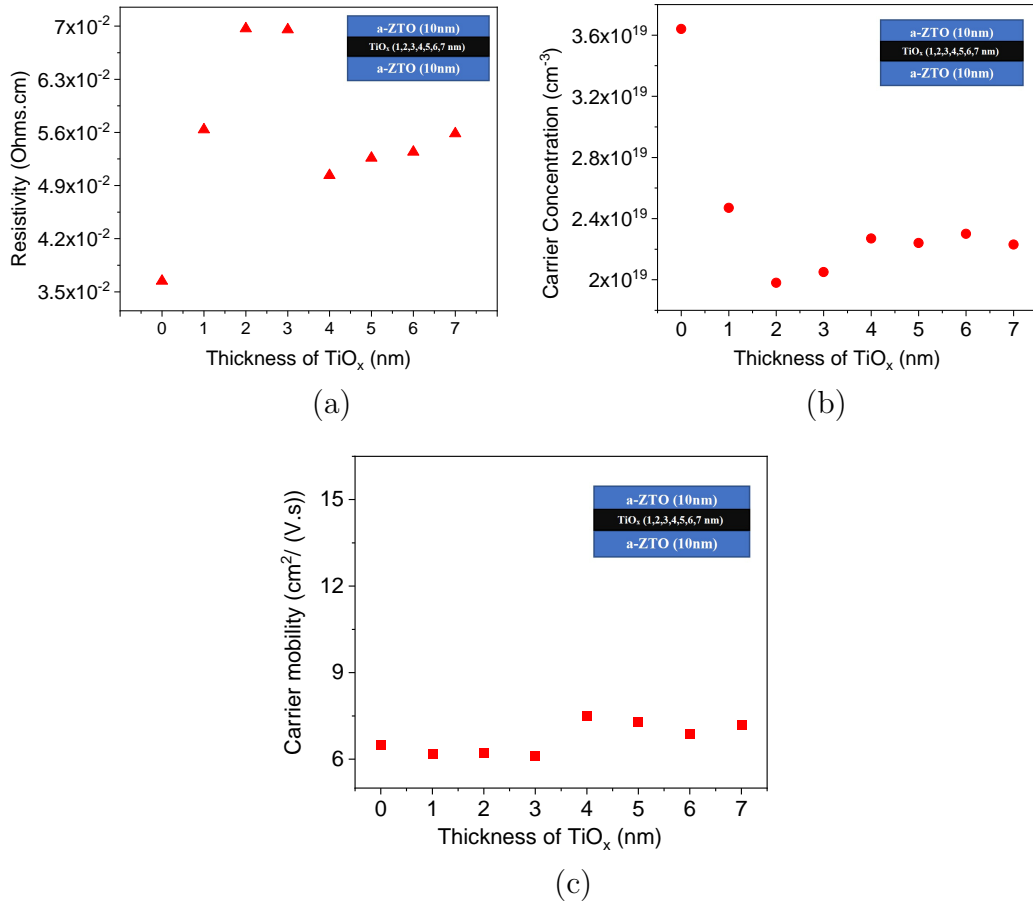 7x10⁻²
6.3x10⁻²
5.6x10⁻²
4.9x10⁻²
4.2x10⁻²
3.5x10⁻²
Resistivity (Ohms.cm)
a-ZTO (10nm)
TiOₓ (1,2,3,4,5,6,7 nm)
a-ZTO (10nm)
0 1 2 3 4 5 6 7
Thickness of TiOₓ (nm)
(a)
3.6x10¹⁹
3.2x10¹⁹
2.8x10¹⁹
2.4x10¹⁹
2x10¹⁹
Carrier Concentration (cm⁻³)
a-ZTO (10nm)
TiOₓ (1,2,3,4,5,6,7 nm)
a-ZTO (10nm)
0 1 2 3 4 5 6 7
Thickness of TiOₓ (nm)
(b)
15
12
9
6
Carrier mobility (cm²/ (V.s))
a-ZTO (10nm)
TiOₓ (1,2,3,4,5,6,7 nm)
a-ZTO (10nm)
0 1 2 3 4 5 6 7
Thickness of TiOₓ (nm)
(c)